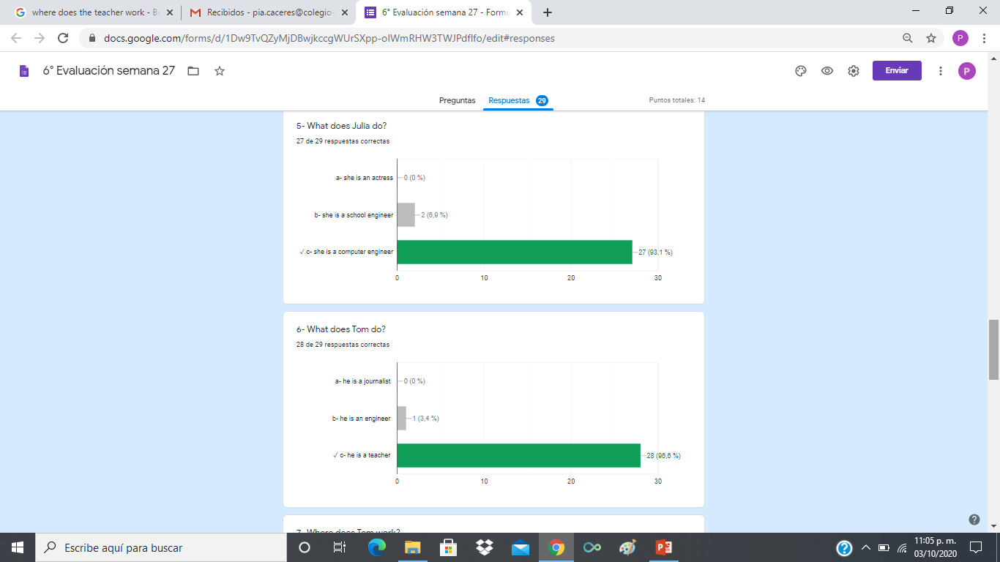 where does the teacher work - B
Recibidos - pia.caceres@colegio-
6° Evaluación semana 27 - Formu
docs.google.com/forms/d/1Dw9TvQZyMjDBwjkccgWUrSXpp-oIWmRHW3TWJPdfIfo/edit#responses
P
6° Evaluación semana 27
Enviar
P
Preguntas
Respuestas 29
Puntos totales: 14
5- What does Julia do?
27 de 29 respuestas correctas
a- she is an actress
0 (0 %)
b- she is a school engineer
2 (6,9 %)
✓ c- she is a computer engineer
27 (93,1 %)
0 10 20 30
6- What does Tom do?
28 de 29 respuestas correctas
a- he is a journalist
0 (0 %)
b- he is an engineer
1 (3,4 %)
✓ c- he is a teacher
28 (96,6 %)
0 10 20 30
7- Where does Tom work?
Escribe aquí para buscar
11:05 p. m.
03/10/2020